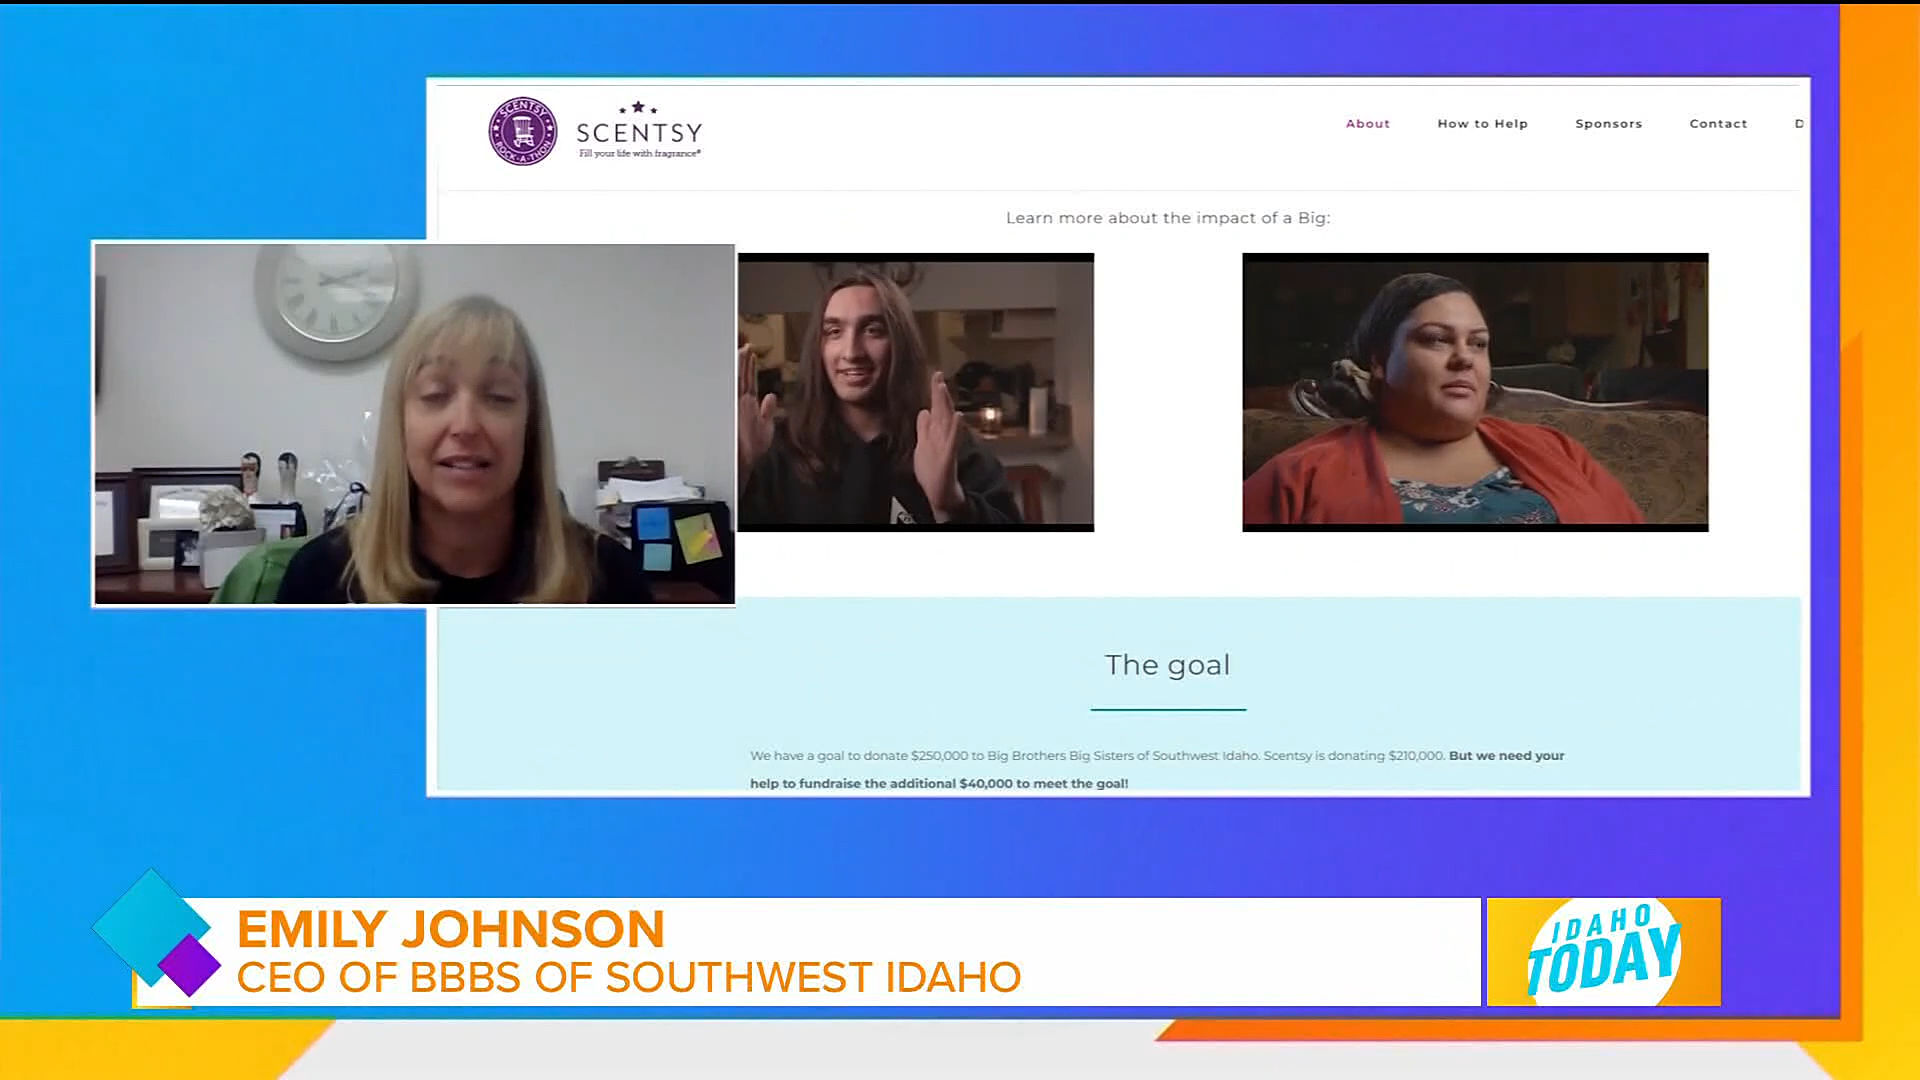 SCENTSY
ROCK-A-THON
SCENTSY
Fill your life with fragrance®
About
How to Help
Sponsors
Contact
D
Learn more about the impact of a Big:
The goal
We have a goal to donate $250,000 to Big Brothers Big Sisters of Southwest Idaho. Scentsy is donating $210,000. But we need your
help to fundraise the additional $40,000 to meet the goal!
EMILY JOHNSON
CEO OF BBBS OF SOUTHWEST IDAHO
IDAHO
TODAY